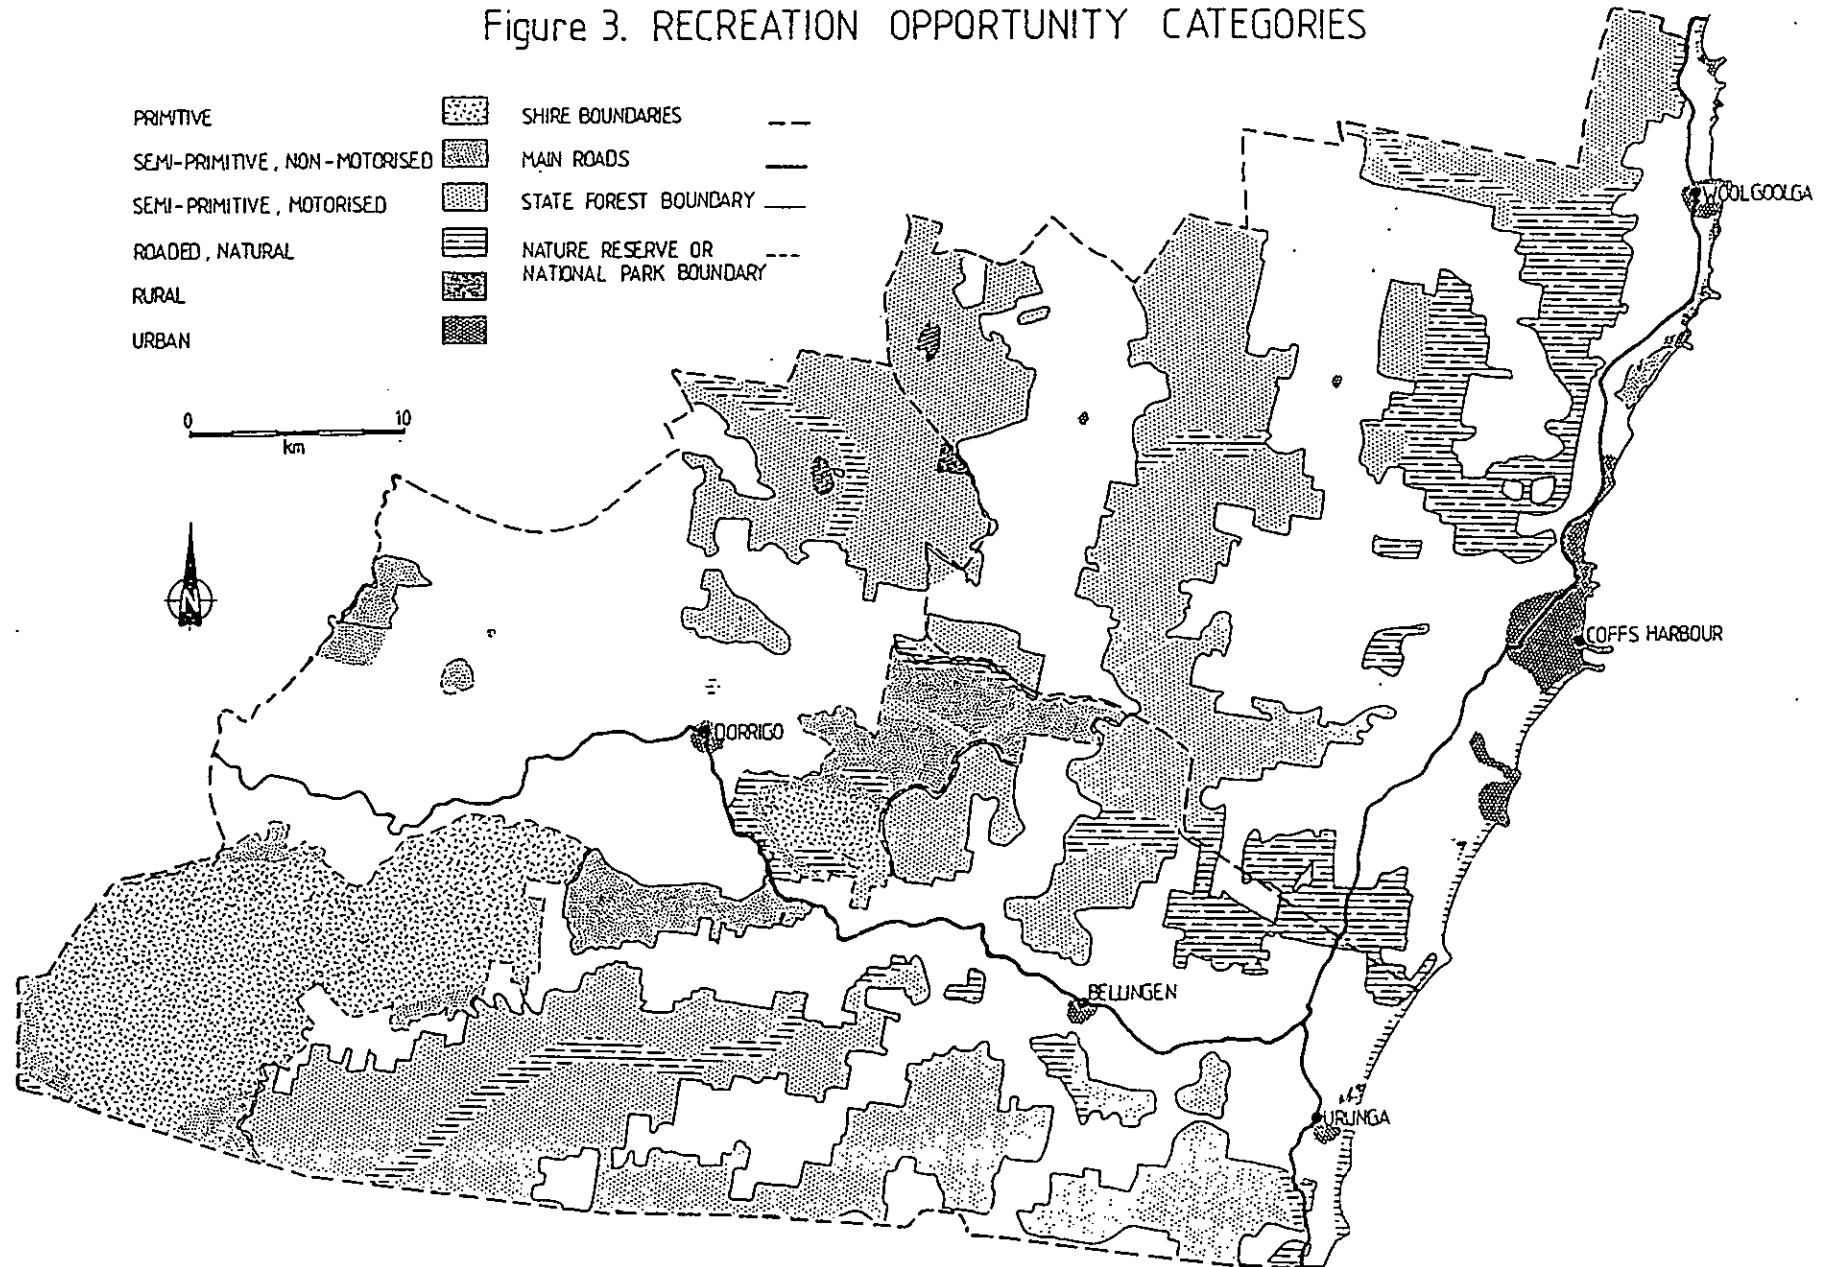 Figure 3. RECREATION OPPORTUNITY CATEGORIES
PRIMITIVE
SEMI-PRIMITIVE, NON-MOTORISED
SEMI-PRIMITIVE, MOTORISED
ROADED, NATURAL
RURAL
URBAN
SHIRE BOUNDARIES
MAIN ROADS
STATE FOREST BOUNDARY
NATURE RESERVE OR
NATIONAL PARK BOUNDARY
0 10
km
N
WOOLGOOLGA
COFFS HARBOUR
DORRIGO
BELLINGEN
URUNGA